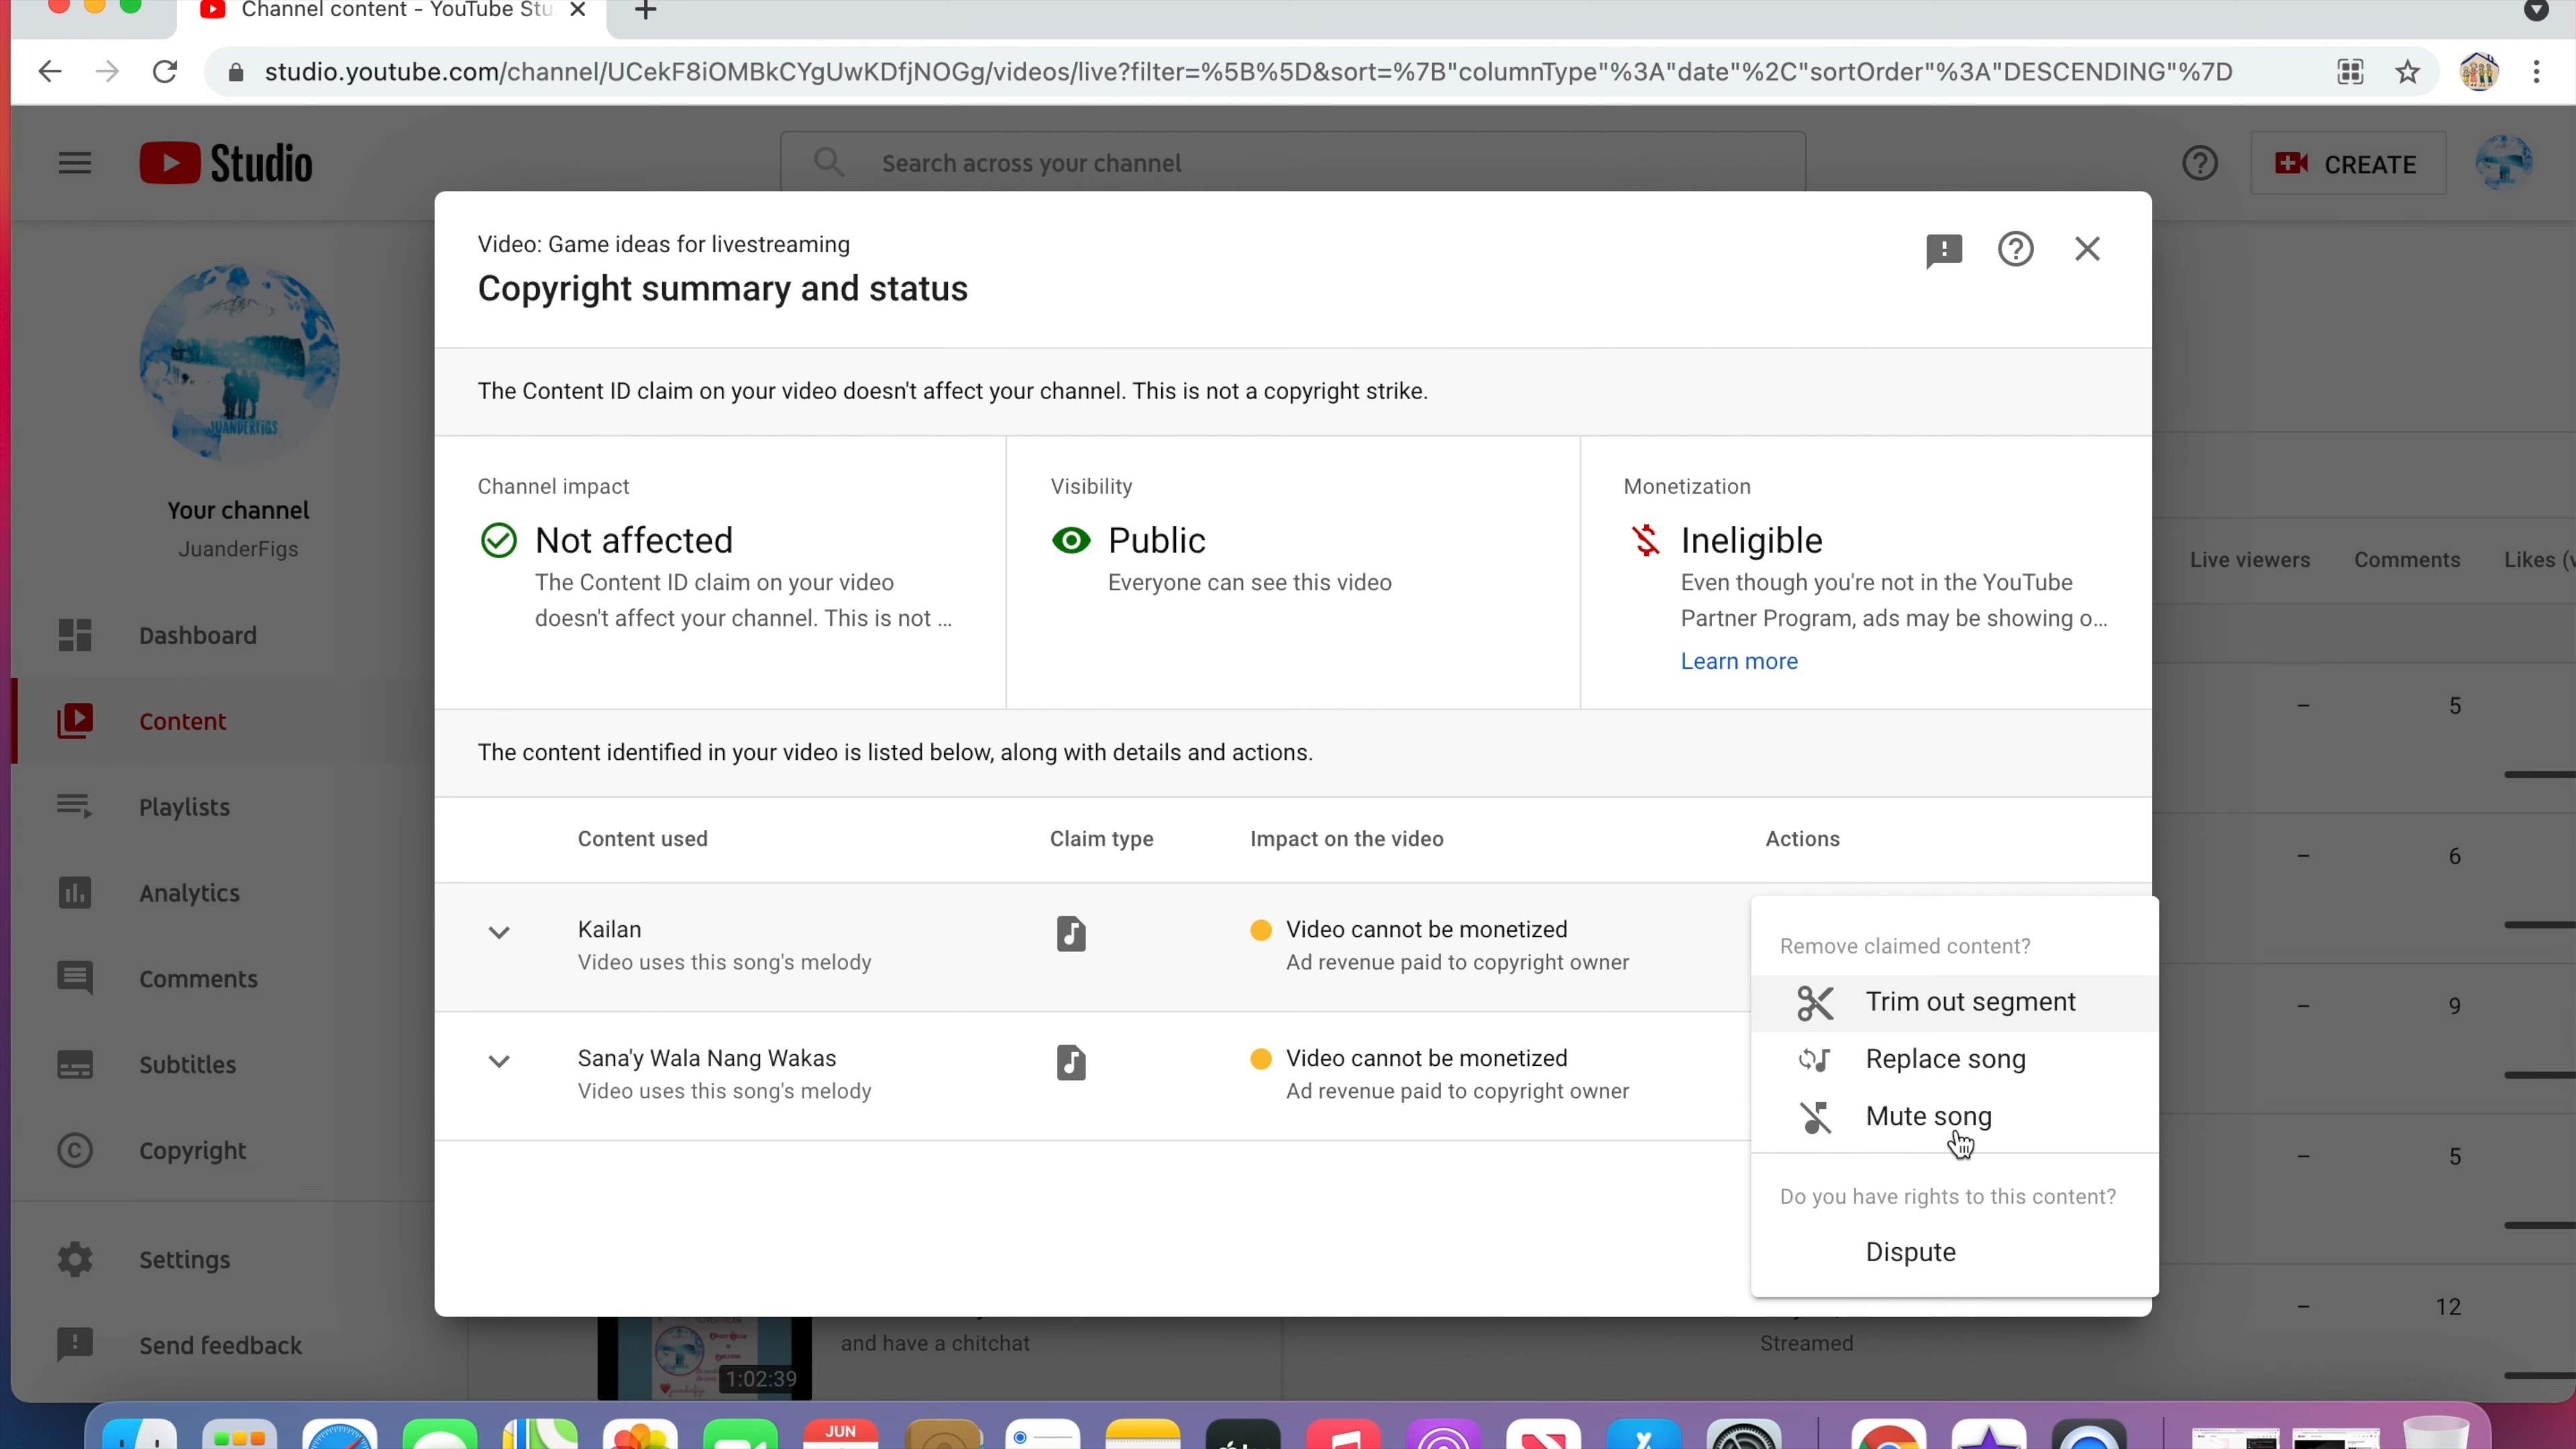 Channel content - YouTube Stu
studio.youtube.com/channel/UCekF8iOMBkCYgUwKDfjNOGg/videos/live?filter=%5B%5D&sort=%7B"columnType"%3A"date"%2C"sortOrder"%3A"DESCENDING"%7D
Studio
Search across your channel
CREATE
Video: Game ideas for livestreaming
Copyright summary and status
The Content ID claim on your video doesn't affect your channel. This is not a copyright strike.
Channel impact
Not affected
The Content ID claim on your video
doesn't affect your channel. This is not ...
Visibility
Public
Everyone can see this video
Monetization
Ineligible
Even though you're not in the YouTube
Partner Program, ads may be showing o...
Learn more
The content identified in your video is listed below, along with details and actions.
Content used
Claim type
Impact on the video
Actions
Kailan
Video uses this song's melody
Video cannot be monetized
Ad revenue paid to copyright owner
Sana'y Wala Nang Wakas
Video uses this song's melody
Video cannot be monetized
Ad revenue paid to copyright owner
Remove claimed content?
Trim out segment
Replace song
Mute song
Do you have rights to this content?
Dispute
JUANDERFIGS
Your channel
JuanderFigs
Dashboard
Content
Playlists
Analytics
Comments
Subtitles
Copyright
Settings
Send feedback
Live viewers
Comments
Likes (v
– 5
– 6
– 9
– 5
– 12
and have a chitchat
Streamed
1:02:39
JUN